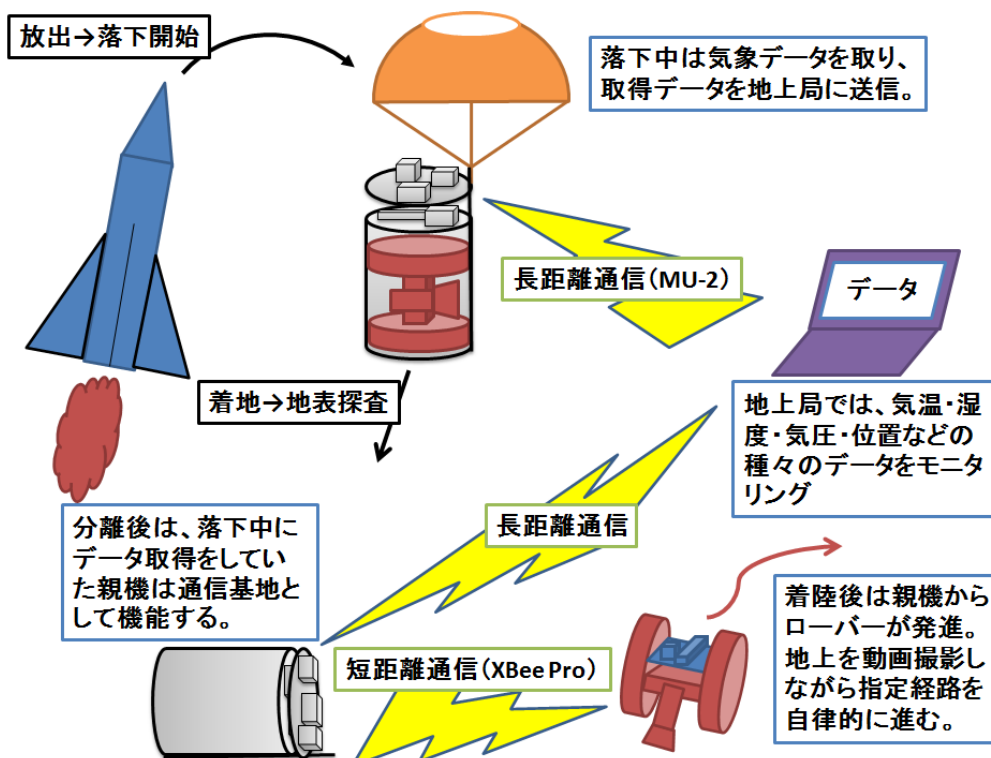 放出→落下開始
落下中は気象データを取り、
取得データを地上局に送信。
長距離通信(MU-2)
データ
着地→地表探査
地上局では、気温・湿
度・気圧・位置などの
種々のデータをモニタ
リング
長距離通信
分離後は、落下中に
データ取得をしてい
た親機は通信基地と
して機能する。
着陸後は親機から
ローバーが発進。
地上を動画撮影し
ながら指定経路を
自律的に進む。
短距離通信(XBee Pro)